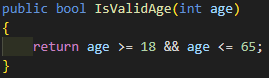 public bool IsValidAge(int age)
{
    return age >= 18 && age <= 65;
}